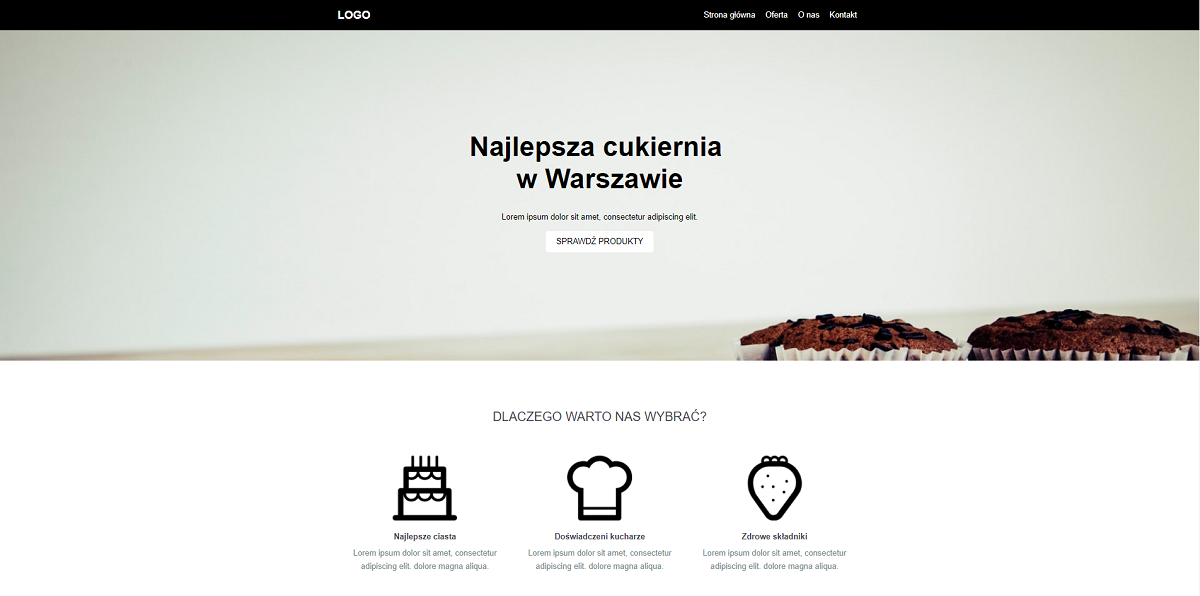 LOGO
Strona główna Oferta O nas Kontakt
Najlepsza cukiernia
w Warszawie
Lorem ipsum dolor sit amet, consectetur adipiscing elit.
SPRAWDŹ PRODUKTY
DLACZEGO WARTO NAS WYBRAĆ?
Najlepsze ciasta
Lorem ipsum dolor sit amet, consectetur
adipiscing elit. dolore magna aliqua.
Doświadczeni kucharze
Lorem ipsum dolor sit amet, consectetur
adipiscing elit. dolore magna aliqua.
Zdrowe składniki
Lorem ipsum dolor sit amet, consectetur
adipiscing elit. dolore magna aliqua.